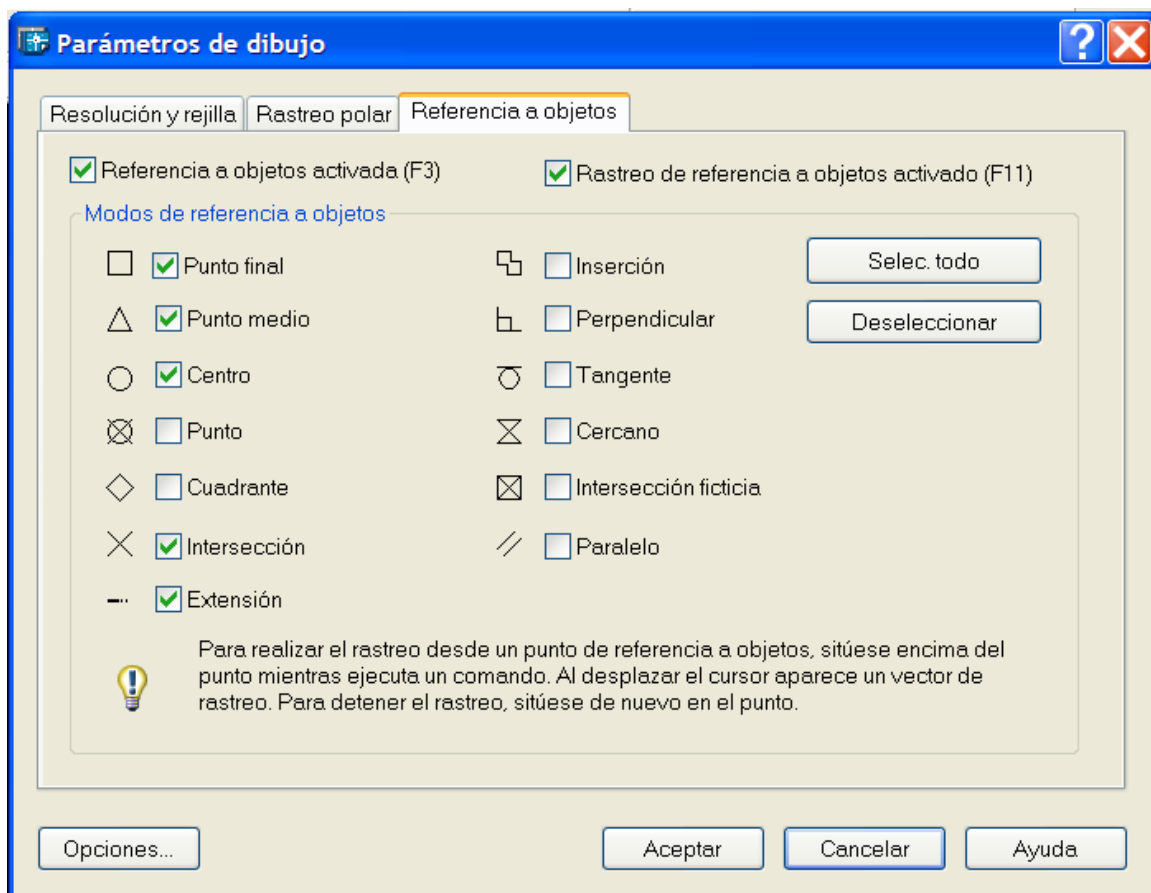 Parámetros de dibujo
Resolución y rejilla
Rastreo polar
Referencia a objetos
Referencia a objetos activada (F3)
Rastreo de referencia a objetos activado (F11)
Modos de referencia a objetos
Punto final
Inserción
Selec. todo
Punto medio
Perpendicular
Deseleccionar
Centro
Tangente
Punto
Cercano
Cuadrante
Intersección ficticia
Intersección
Paralelo
Extensión
Para realizar el rastreo desde un punto de referencia a objetos, sitúese encima del
punto mientras ejecuta un comando. Al desplazar el cursor aparece un vector de
rastreo. Para detener el rastreo, sitúese de nuevo en el punto.
Opciones...
Aceptar
Cancelar
Ayuda